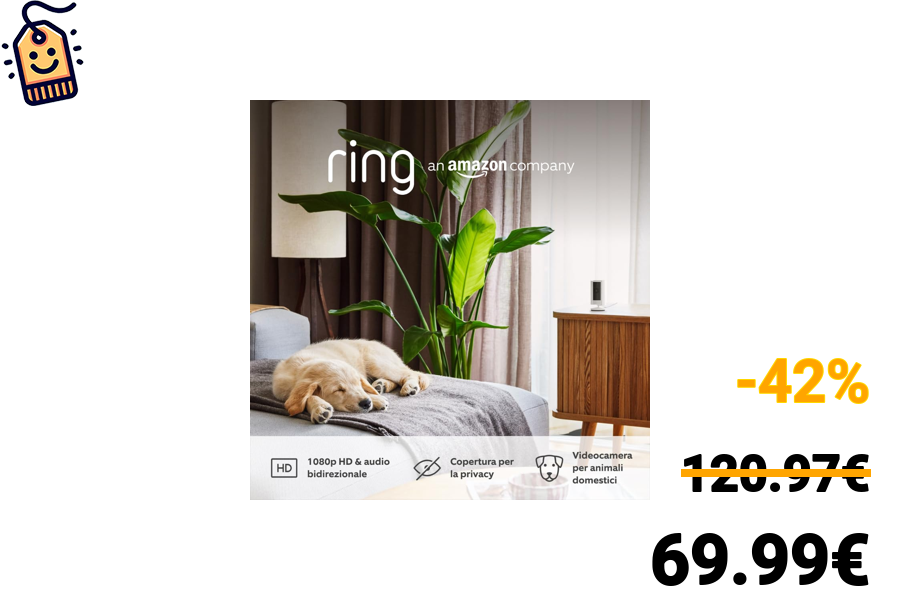 ring an amazon company
-42%
HD
1080p HD & audio
bidirezionale
Copertura per
la privacy
Videocamera
per animali
domestici
120.97€
69.99€